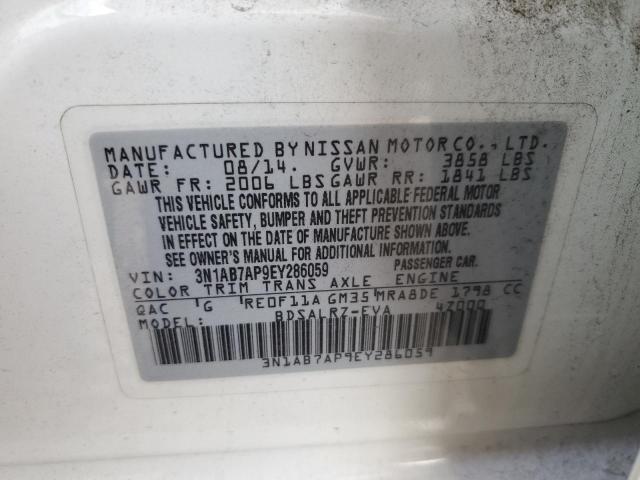 MANUFACTURED BY NISSAN MOTOR CO., LTD.
DATE: 08/14. GVWR: 3858 LBS
GAWR FR: 2006 LBS GAWR RR: 1841 LBS
THIS VEHICLE CONFORMS TO ALL APPLICABLE FEDERAL MOTOR
VEHICLE SAFETY, BUMPER AND THEFT PREVENTION STANDARDS
IN EFFECT ON THE DATE OF MANUFACTURE SHOWN ABOVE.
SEE OWNER'S MANUAL FOR ADDITIONAL INFORMATION.
VIN: 3N1AB7AP9EY286059 PASSENGER CAR.
COLOR TRIM TRANS AXLE ENGINE
QAC G RE0F11A GM35 MRA8DE 1798 CC
MODEL: BDSALRZ-EVA 4Z000
3N1AB7AP9EY286059